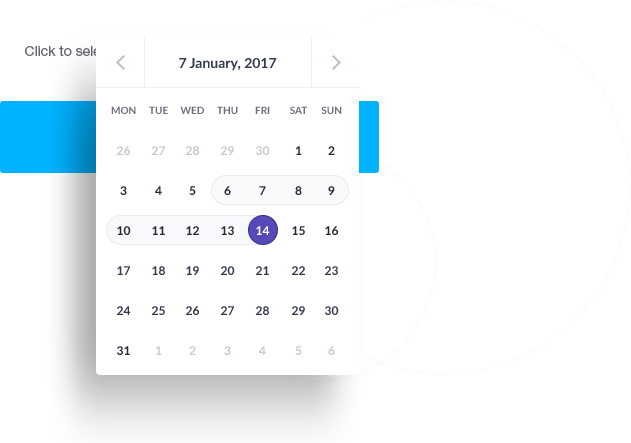 Click to sele
7 January, 2017
MON TUE WED THU FRI SAT SUN
26 27 28 29 30 1 2
3 4 5 6 7 8 9
10 11 12 13 14 15 16
17 18 19 20 21 22 23
24 25 26 27 28 29 30
31 1 2 3 4 5 6